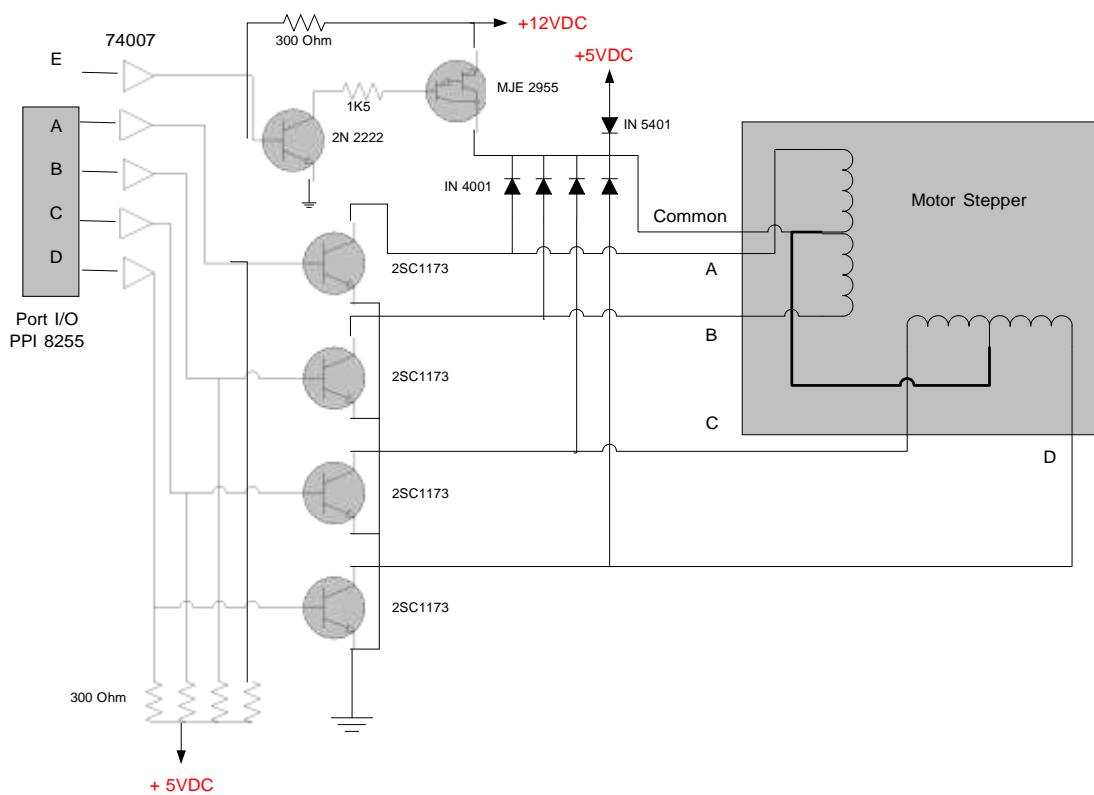 +12VDC
300 Ohm
74007
+5VDC
E
MJE 2955
1K5
A
IN 5401
2N 2222
B
IN 4001
Motor Stepper
C
Common
D
A
2SC1173
Port I/O
PPI 8255
B
2SC1173
C
D
2SC1173
2SC1173
300 Ohm
+ 5VDC